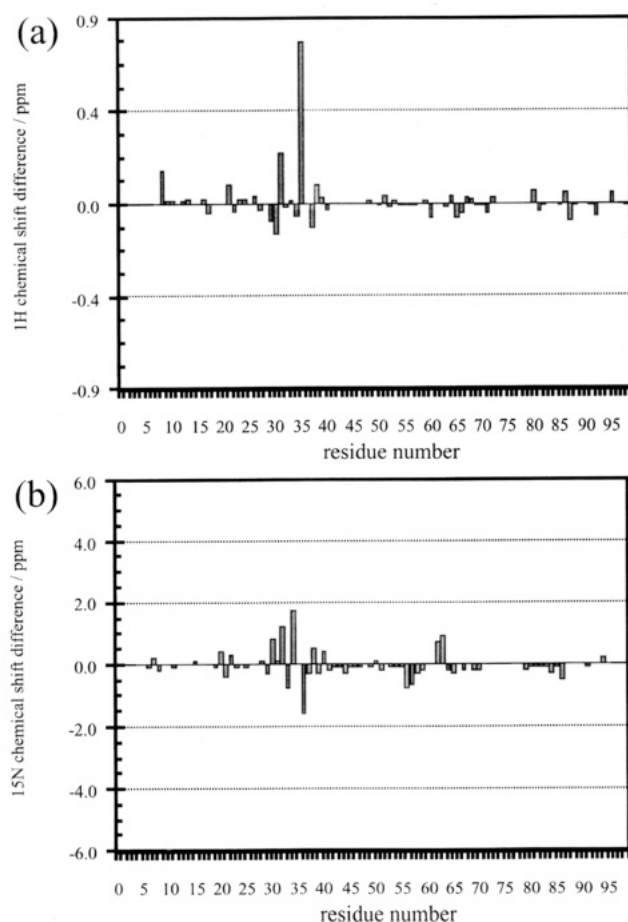 (a)
1H chemical shift difference / ppm
0.9
0.4
0.0
-0.4
-0.9
0 5 10 15 20 25 30 35 40 45 50 55 60 65 70 75 80 85 90 95
residue number
(b)
15N chemical shift difference / ppm
6.0
4.0
2.0
0.0
-2.0
-4.0
-6.0
0 5 10 15 20 25 30 35 40 45 50 55 60 65 70 75 80 85 90 95
residue number